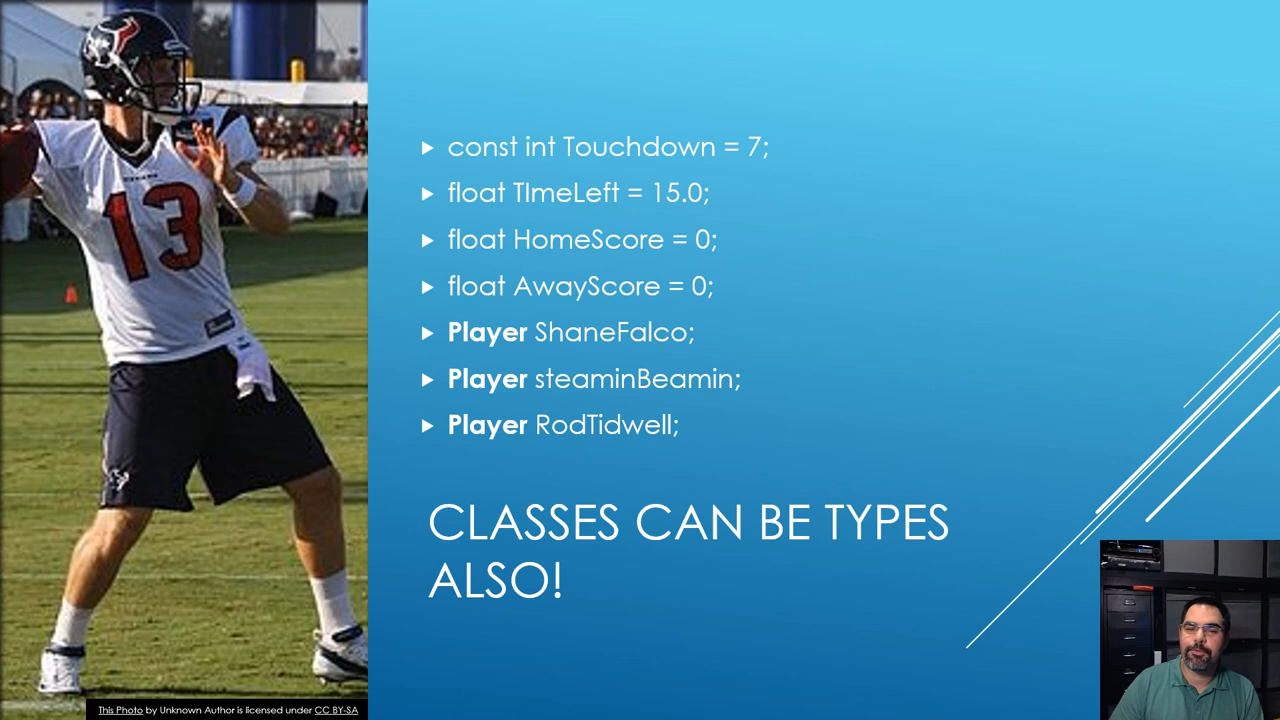 13
const int Touchdown = 7;
float TImeLeft = 15.0;
float HomeScore = 0;
float AwayScore = 0;
Player ShaneFalco;
Player steaminBeamin;
Player RodTidwell;
CLASSES CAN BE TYPES
ALSO!
This Photo by Unknown Author is licensed under CC BY-SA